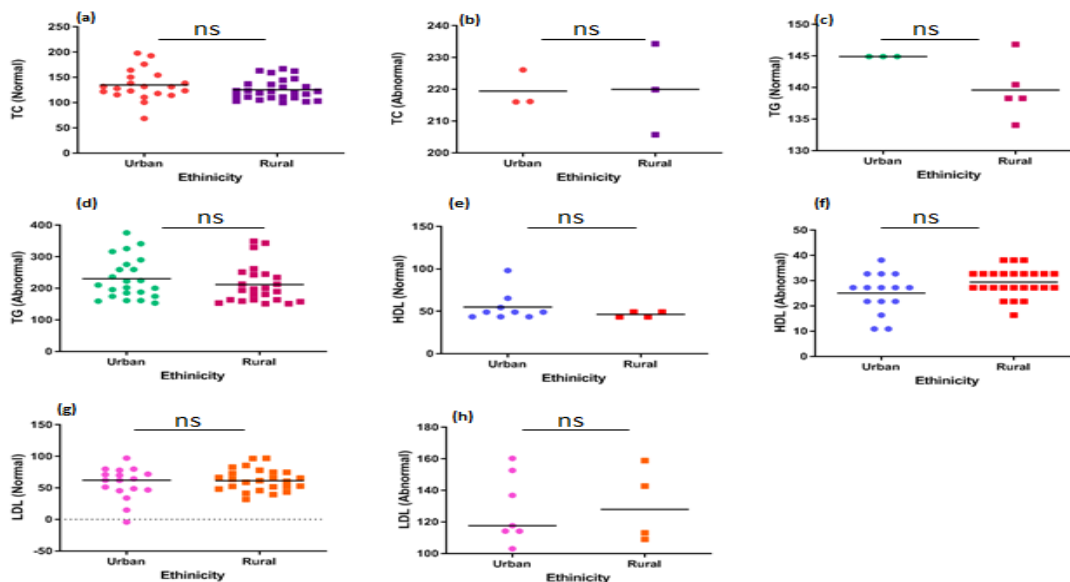 (a)
ns
TC (Normal)
250
200
150
100
50
0
Urban
Rural
Ethinicity
(b)
ns
TC (Abnormal)
240
230
220
210
200
Urban
Rural
Ethinicity
(c)
ns
TG (Normal)
150
145
140
135
130
Urban
Rural
Ethinicity
(d)
ns
TG (Abnormal)
400
300
200
100
0
Urban
Rural
Ethinicity
(e)
ns
HDL (Normal)
150
100
50
0
Urban
Rural
Ethinicity
(f)
ns
HDL (Abnormal)
50
40
30
20
10
0
Urban
Rural
Ethinicity
(g)
ns
LDL (Normal)
150
100
50
0
-50
Urban
Rural
Ethinicity
(h)
ns
LDL (Abnormal)
180
160
140
120
100
Urban
Rural
Ethinicity